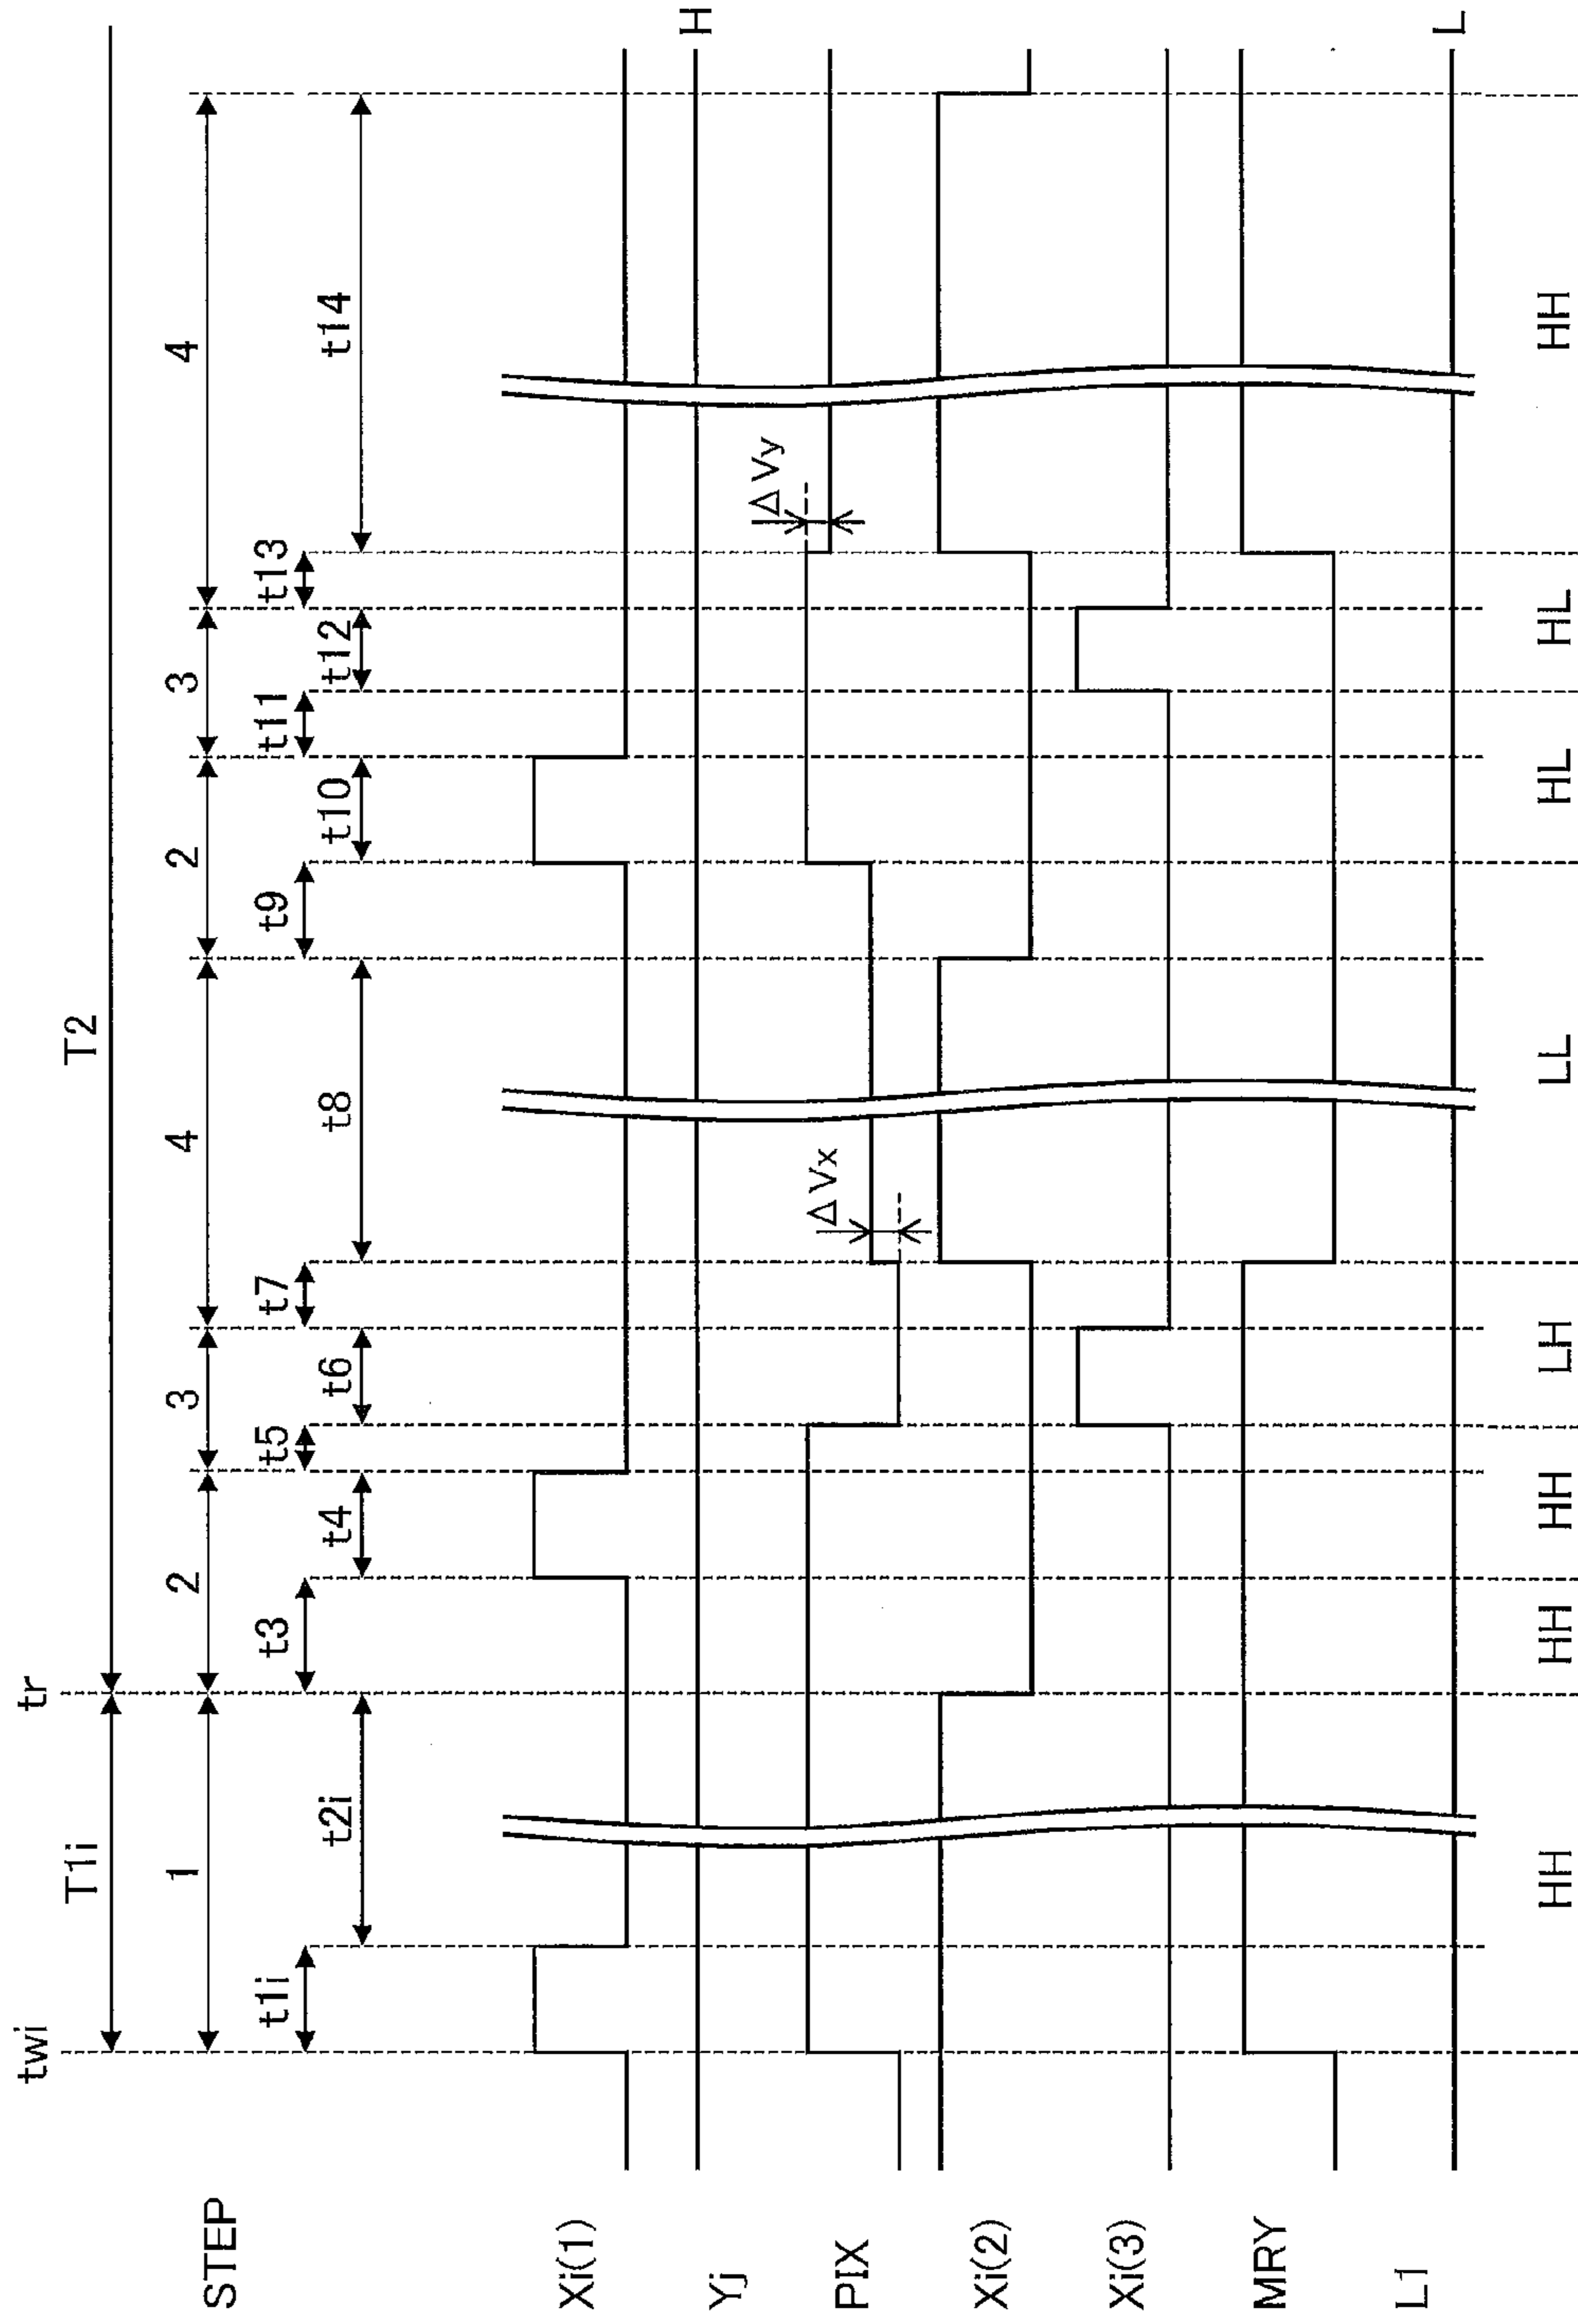 twi tr
T1i T2
STEP 1 2 3 4 2 3 4
t1i t3 t5 t7 t9 t11 t13
t2i t4 t6 t8 t10 t12 t14
Xi(1)
Yj H
PIX ΔVx ΔVy
Xi(2)
Xi(3)
MRY
L1 L
HH HH HH LH LL HL HL HH